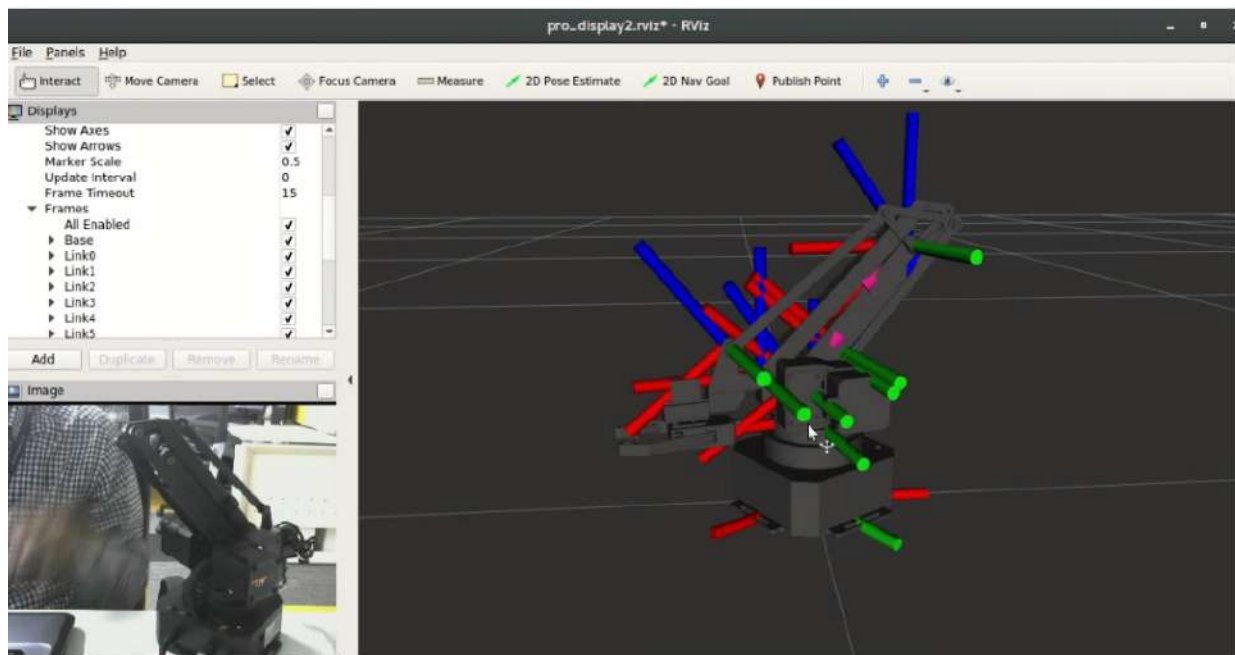 pro_display2.rviz* - RViz
File Panels Help
Interact Move Camera Select Focus Camera Measure 2D Pose Estimate 2D Nav Goal Publish Point
Displays
Show Axes
Show Arrows
Marker Scale 0.5
Update Interval 0
Frame Timeout 15
Frames
All Enabled
Base
Link0
Link1
Link2
Link3
Link4
Link5
Add Duplicate Remove Rename
Image